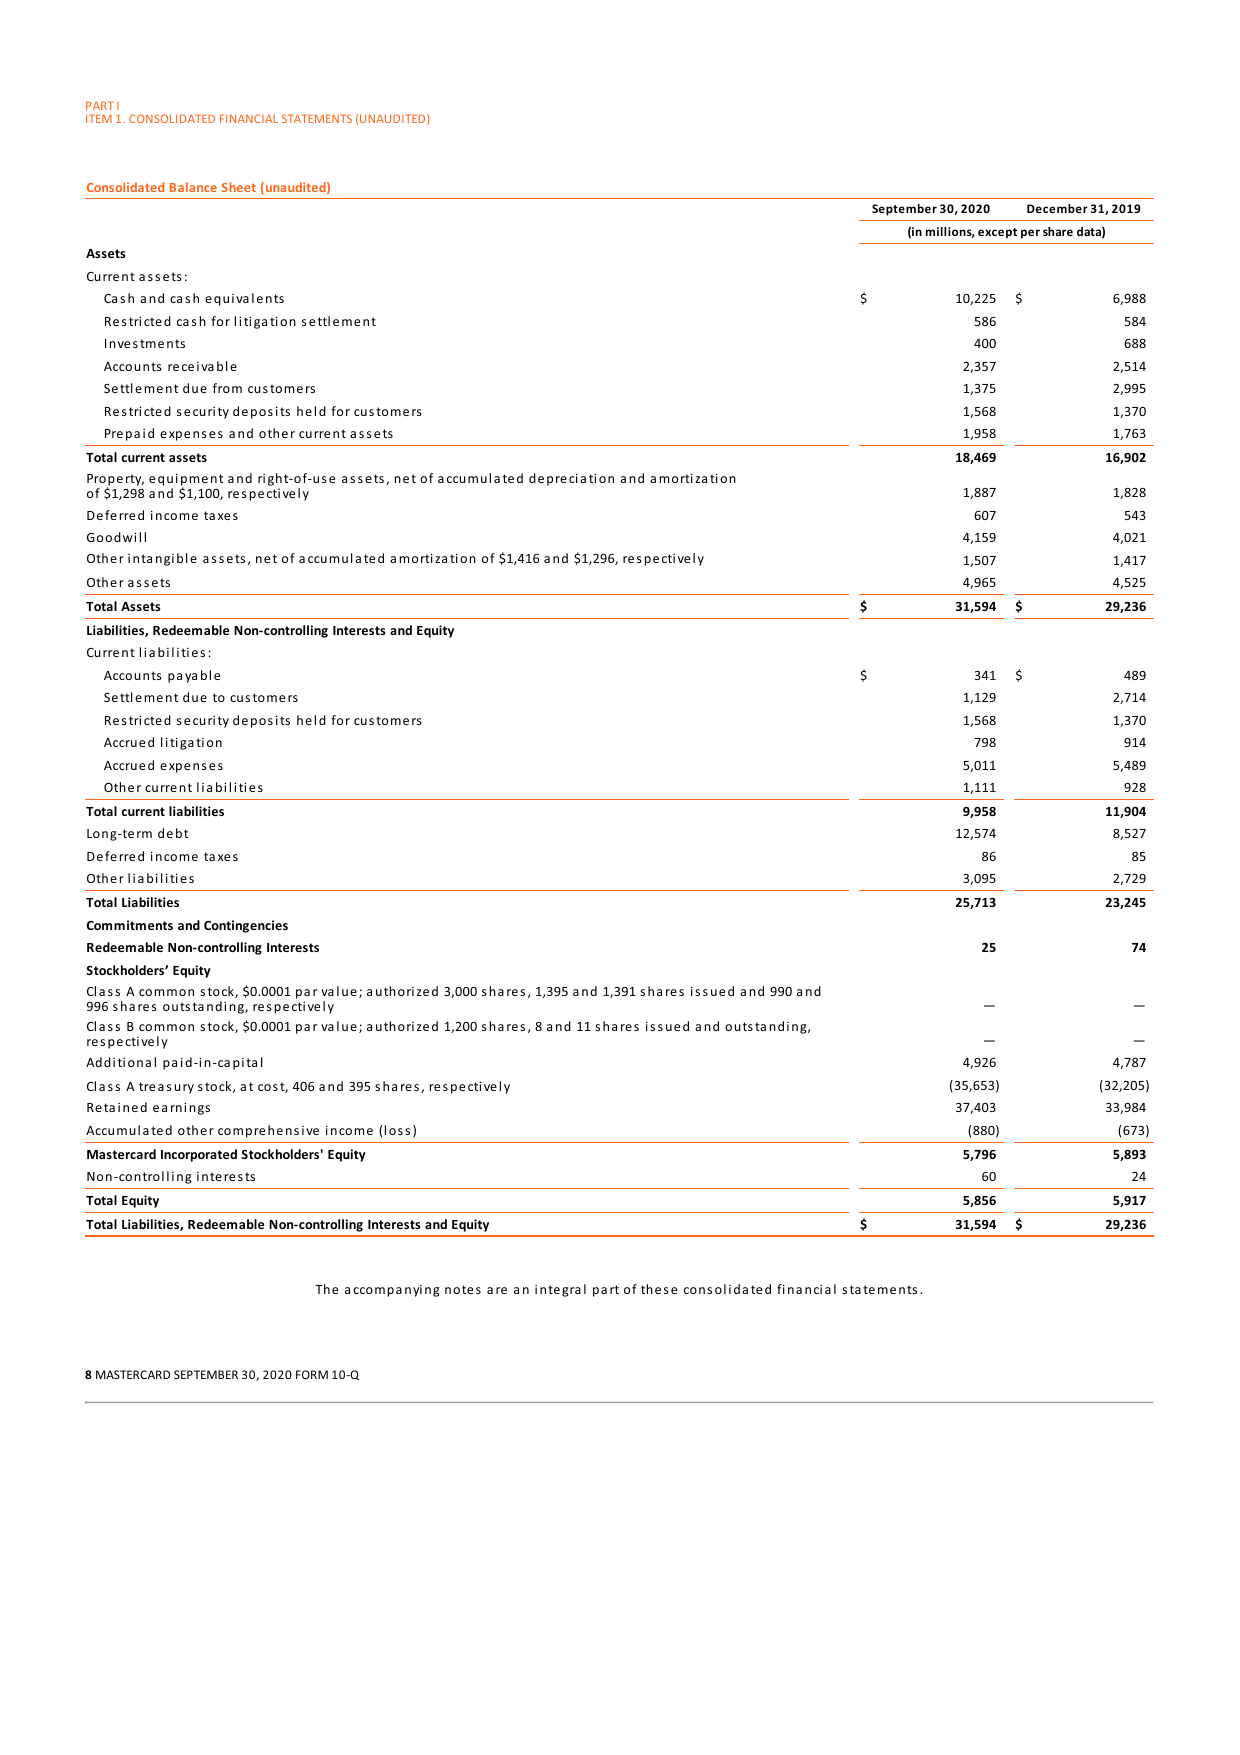 PART I
ITEM 1. CONSOLIDATED FINANCIAL STATEMENTS (UNAUDITED)
Consolidated Balance Sheet (unaudited)
September 30, 2020 December 31, 2019
(in millions, except per share data)
Assets
Current assets:
Cash and cash equivalents $ 10,225 $ 6,988
Restricted cash for litigation settlement 586 584
Investments 400 688
Accounts receivable 2,357 2,514
Settlement due from customers 1,375 2,995
Restricted security deposits held for customers 1,568 1,370
Prepaid expenses and other current assets 1,958 1,763
Total current assets 18,469 16,902
Property, equipment and right-of-use assets, net of accumulated depreciation and amortization
of $1,298 and $1,100, respectively 1,887 1,828
Deferred income taxes 607 543
Goodwill 4,159 4,021
Other intangible assets, net of accumulated amortization of $1,416 and $1,296, respectively 1,507 1,417
Other assets 4,965 4,525
Total Assets $ 31,594 $ 29,236
Liabilities, Redeemable Non-controlling Interests and Equity
Current liabilities:
Accounts payable $ 341 $ 489
Settlement due to customers 1,129 2,714
Restricted security deposits held for customers 1,568 1,370
Accrued litigation 798 914
Accrued expenses 5,011 5,489
Other current liabilities 1,111 928
Total current liabilities 9,958 11,904
Long-term debt 12,574 8,527
Deferred income taxes 86 85
Other liabilities 3,095 2,729
Total Liabilities 25,713 23,245
Commitments and Contingencies
Redeemable Non-controlling Interests 25 74
Stockholders’ Equity
Class A common stock, $0.0001 par value; authorized 3,000 shares, 1,395 and 1,391 shares issued and 990 and
996 shares outstanding, respectively — —
Class B common stock, $0.0001 par value; authorized 1,200 shares, 8 and 11 shares issued and outstanding,
respectively — —
Additional paid-in-capital 4,926 4,787
Class A treasury stock, at cost, 406 and 395 shares, respectively (35,653) (32,205)
Retained earnings 37,403 33,984
Accumulated other comprehensive income (loss) (880) (673)
Mastercard Incorporated Stockholders' Equity 5,796 5,893
Non-controlling interests 60 24
Total Equity 5,856 5,917
Total Liabilities, Redeemable Non-controlling Interests and Equity $ 31,594 $ 29,236
The accompanying notes are an integral part of these consolidated financial statements.
8 MASTERCARD SEPTEMBER 30, 2020 FORM 10-Q